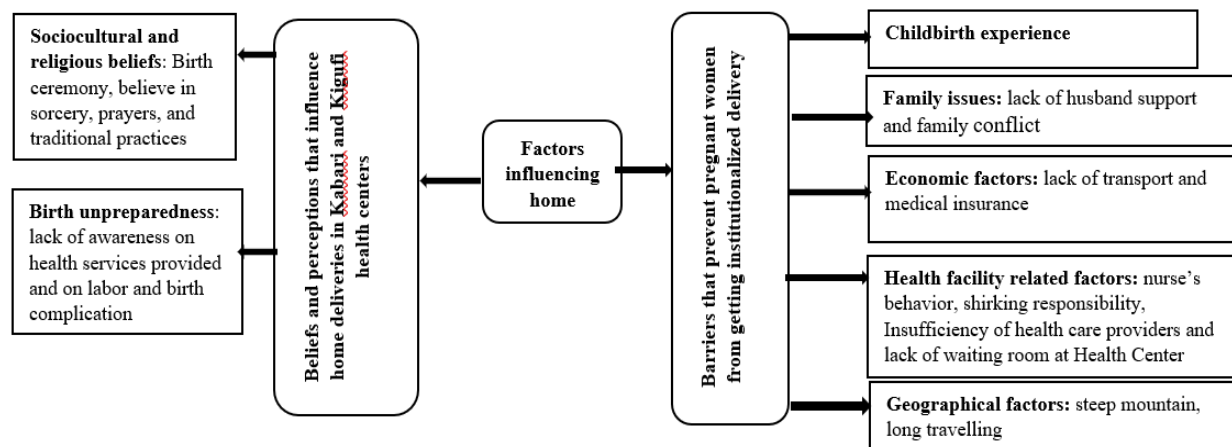 Sociocultural and
religious beliefs: Birth
ceremony, believe in
sorcery, prayers, and
traditional practices
Birth unpreparedness:
lack of awareness on
health services provided
and on labor and birth
complication
Beliefs and perceptions that influence
home deliveries in Kabari and Kigufi
health centers
Factors
influencing
home
Barriers that prevent pregnant women
from getting institutionalized delivery
Childbirth experience
Family issues: lack of husband support
and family conflict
Economic factors: lack of transport and
medical insurance
Health facility related factors: nurse’s
behavior, shirking responsibility,
Insufficiency of health care providers and
lack of waiting room at Health Center
Geographical factors: steep mountain,
long travelling